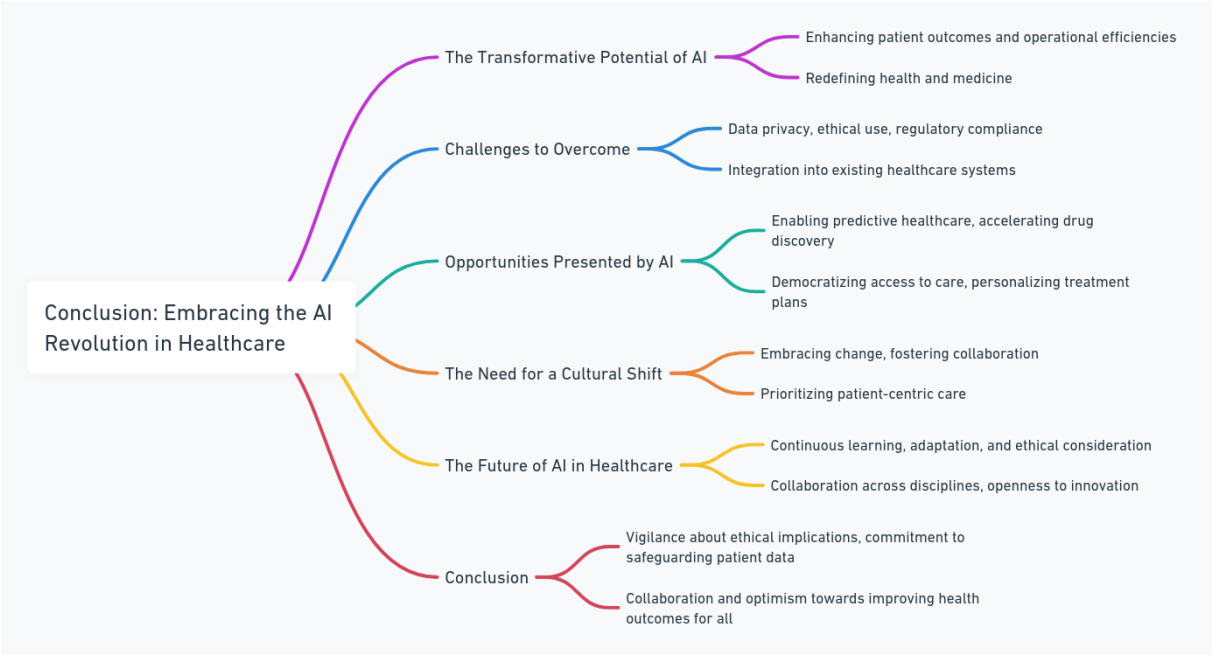 Conclusion: Embracing the AI
Revolution in Healthcare
The Transformative Potential of AI
Enhancing patient outcomes and operational efficiencies
Redefining health and medicine
Challenges to Overcome
Data privacy, ethical use, regulatory compliance
Integration into existing healthcare systems
Opportunities Presented by AI
Enabling predictive healthcare, accelerating drug
discovery
Democratizing access to care, personalizing treatment
plans
The Need for a Cultural Shift
Embracing change, fostering collaboration
Prioritizing patient-centric care
The Future of AI in Healthcare
Continuous learning, adaptation, and ethical consideration
Collaboration across disciplines, openness to innovation
Conclusion
Vigilance about ethical implications, commitment to
safeguarding patient data
Collaboration and optimism towards improving health
outcomes for all